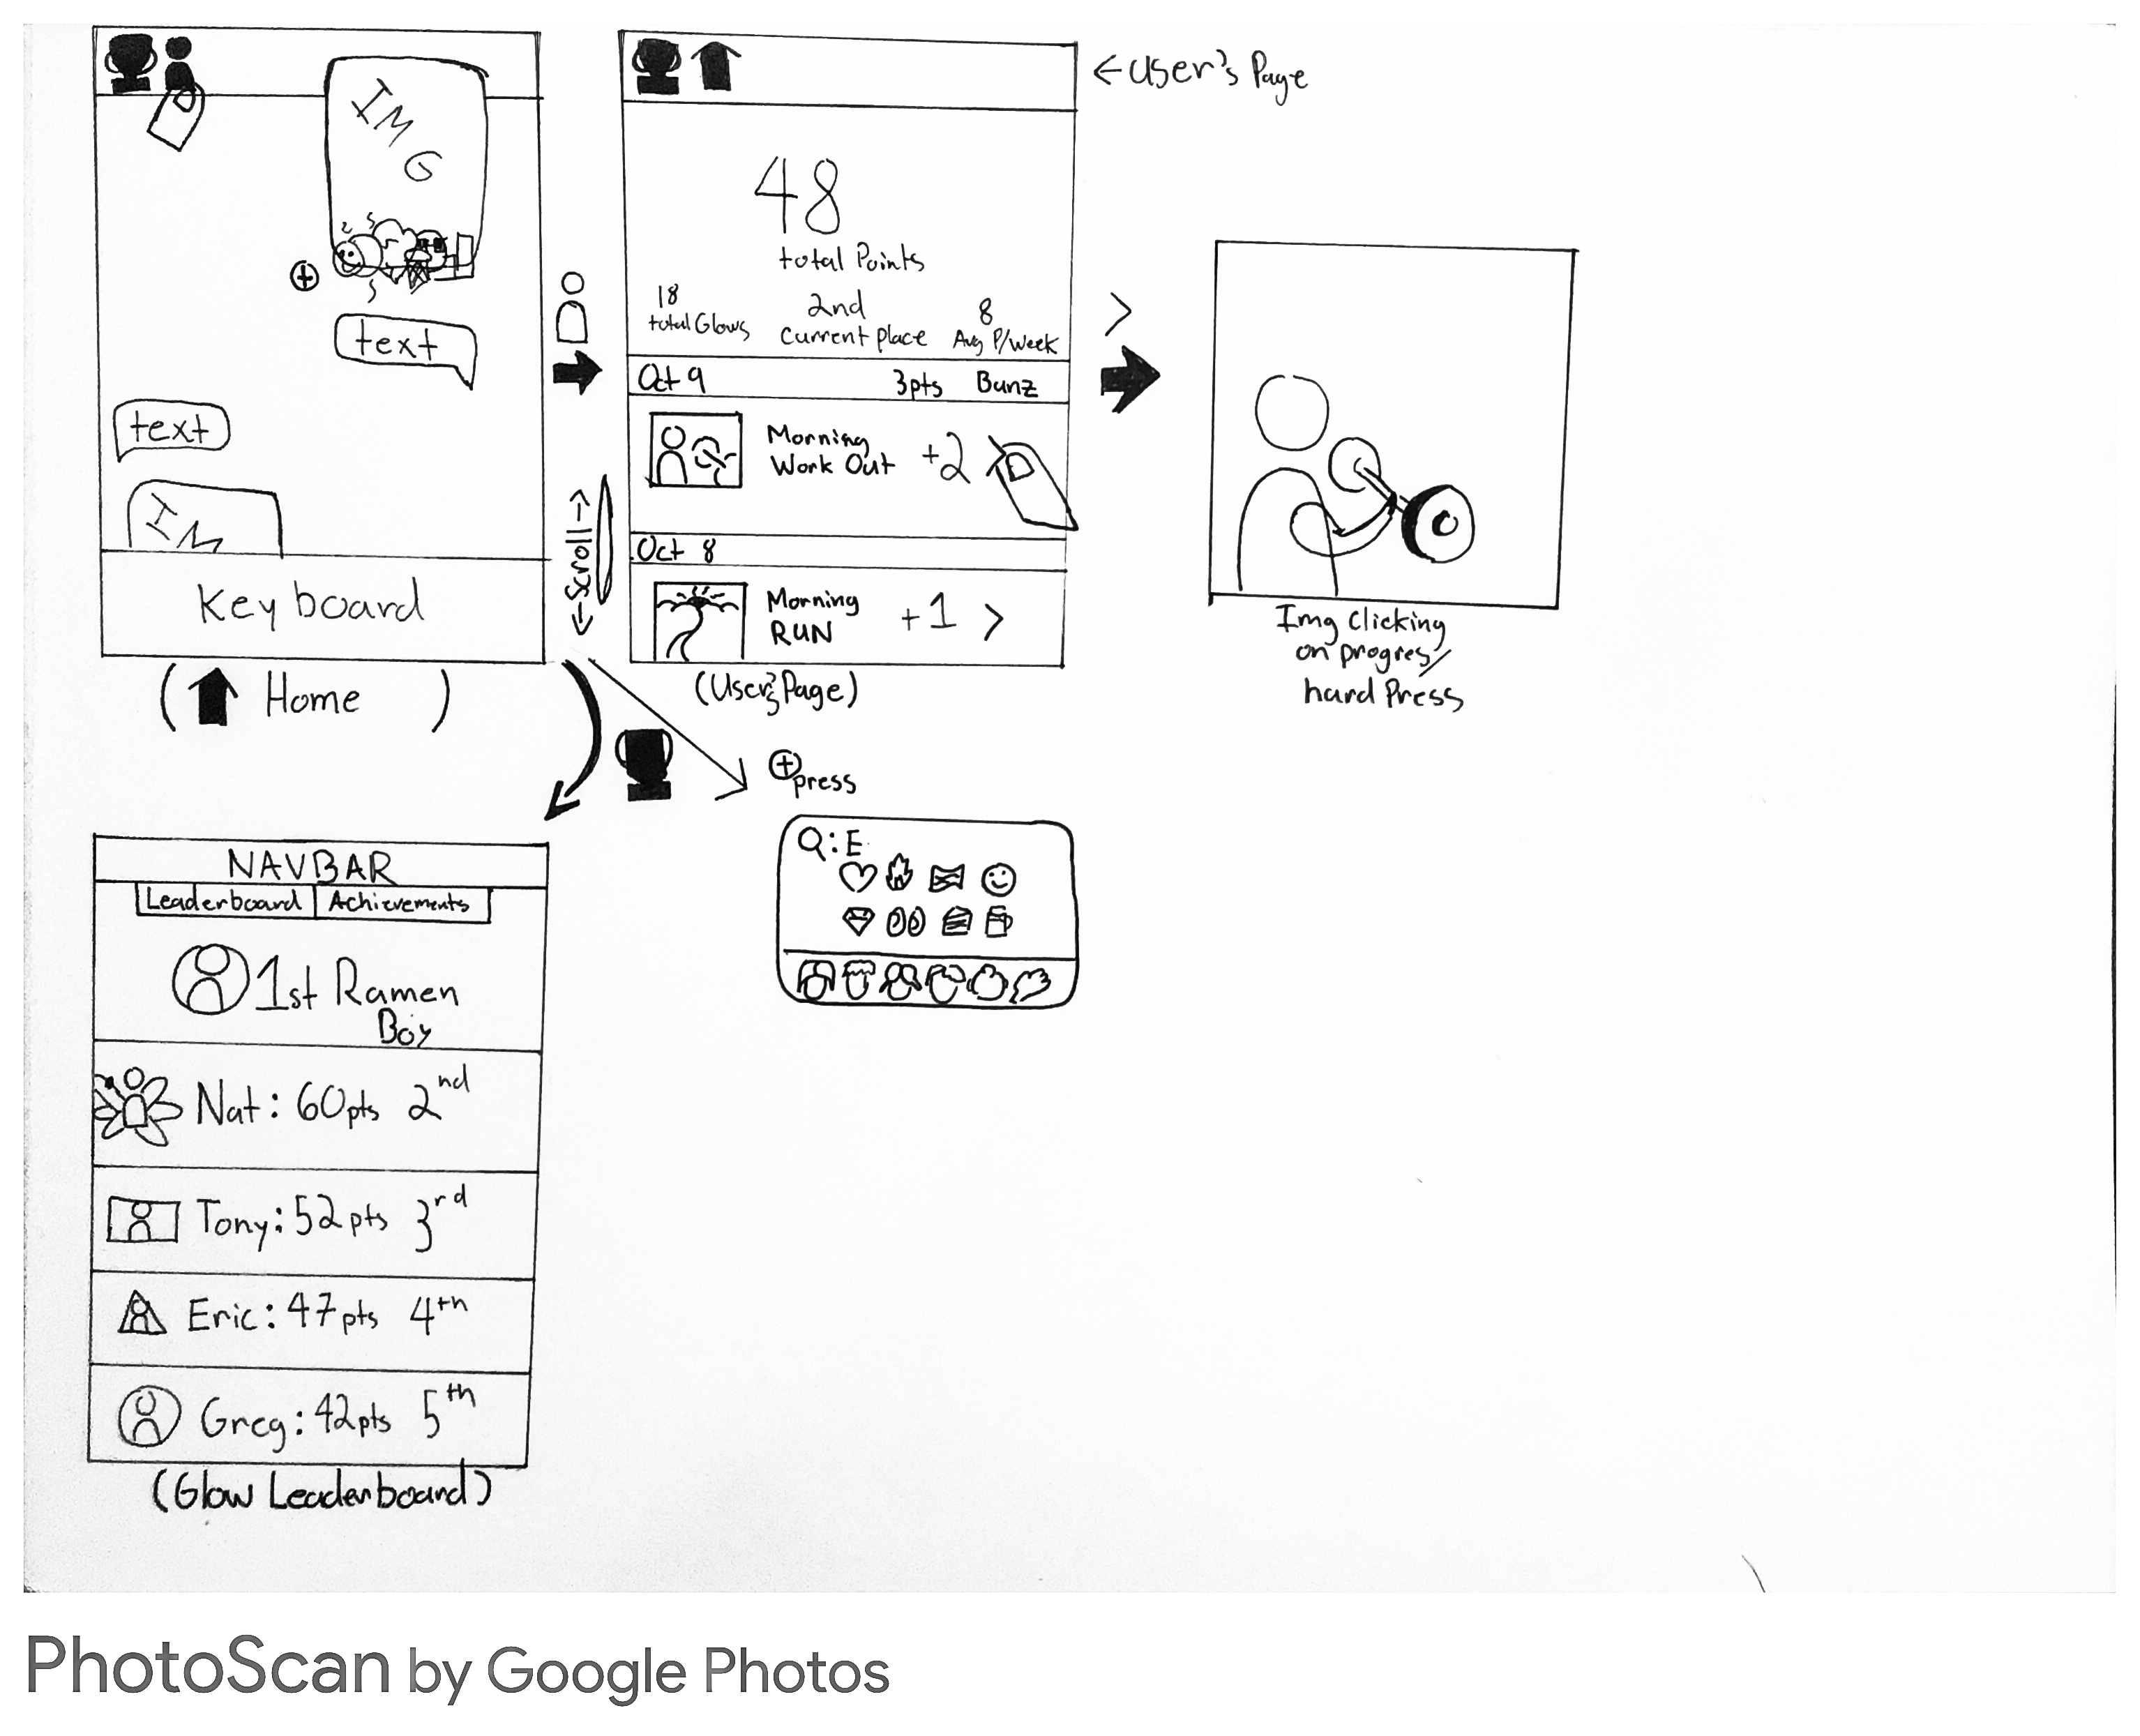 IMG
text
text
IM
Keyboard
( Home )
<-User's Page
48
total Points
18
total Glows
2nd
Current place
8
Avg P/Week
Oct 9 3pts Bunz
Morning
Work Out +2
Oct 8
Morning
RUN +1 >
(User's Page)
<-Scroll->
>
Img Clicking
on progres/
hard Press
press
Q:E
NAVBAR
Leaderboard Achievements
1st Ramen
Boy
Nat: 60pts 2nd
Tony: 52pts 3rd
Eric: 47pts 4th
Greg: 42pts 5th
(Glow Leaderboard)
PhotoScan by Google Photos